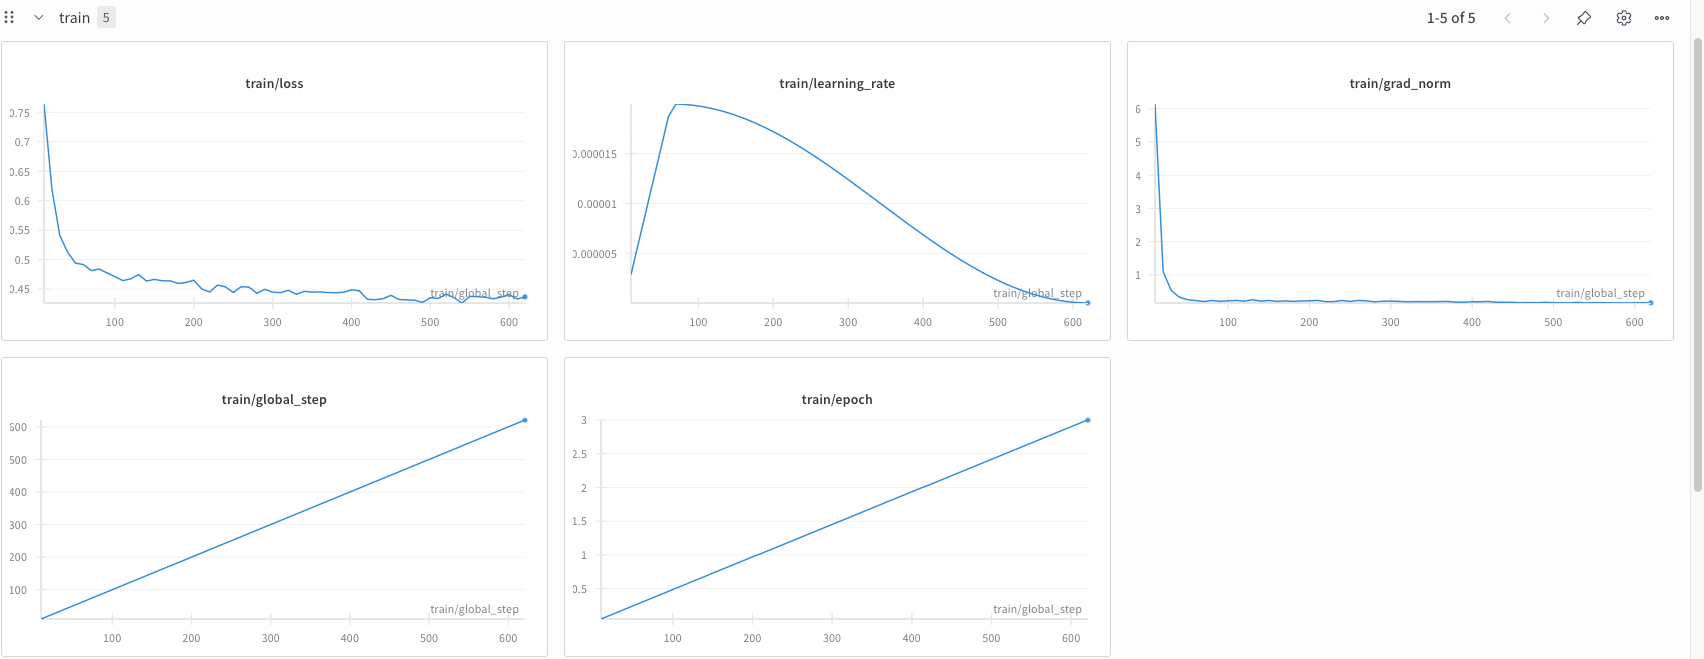 train 5
1-5 of 5
train/loss
0.75
0.7
0.65
0.6
0.55
0.5
0.45
train/global_step
100 200 300 400 500 600
train/learning_rate
0.000015
0.00001
0.000005
train/global_step
100 200 300 400 500 600
train/grad_norm
6
5
4
3
2
1
train/global_step
100 200 300 400 500 600
train/global_step
600
500
400
300
200
100
train/global_step
100 200 300 400 500 600
train/epoch
3
2.5
2
1.5
1
0.5
train/global_step
100 200 300 400 500 600